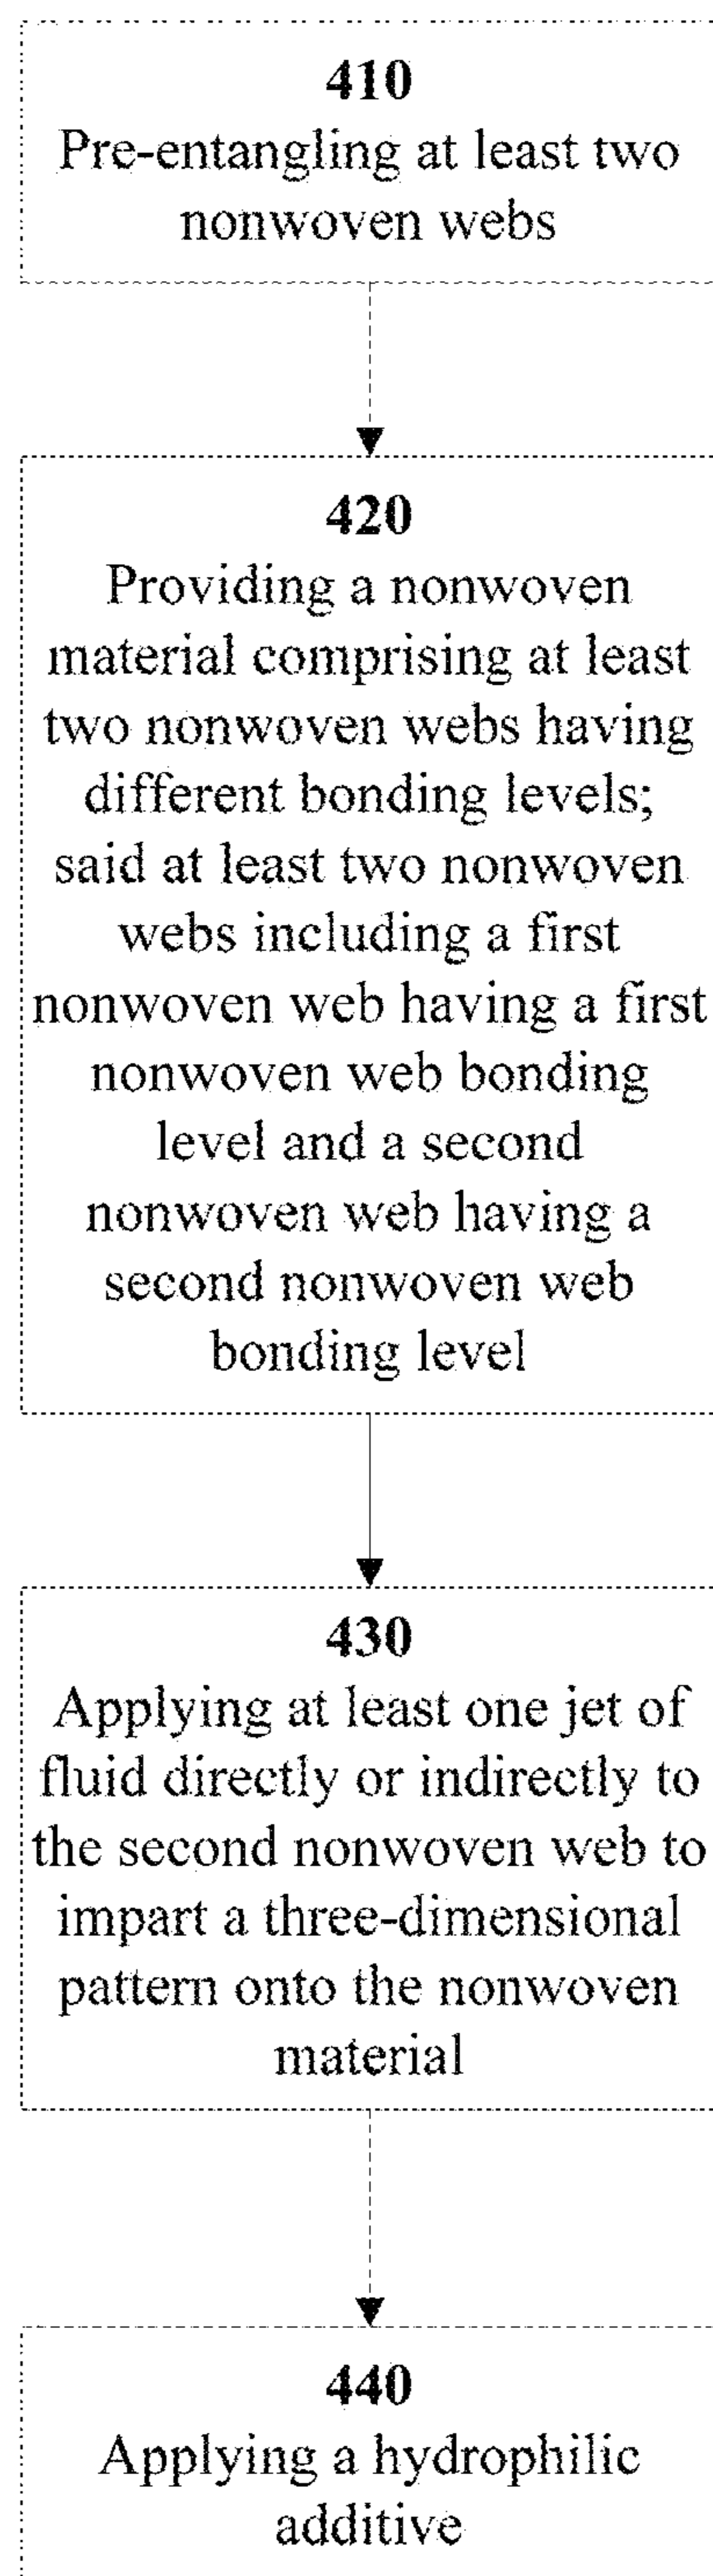 410
Pre-entangling at least two
nonwoven webs
420
Providing a nonwoven
material comprising at least
two nonwoven webs having
different bonding levels;
said at least two nonwoven
webs including a first
nonwoven web having a first
nonwoven web bonding
level and a second
nonwoven web having a
second nonwoven web
bonding level
430
Applying at least one jet of
fluid directly or indirectly to
the second nonwoven web to
impart a three-dimensional
pattern onto the nonwoven
material
440
Applying a hydrophilic
additive